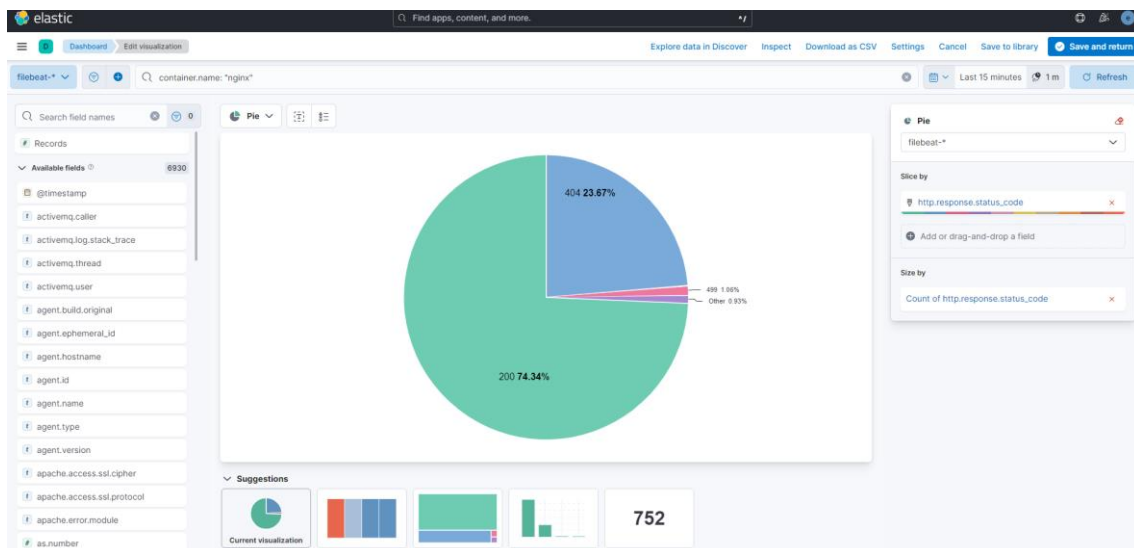 elastic
Find apps, content, and more.
*/
D
Dashboard
Edit visualization
Explore data in Discover
Inspect
Download as CSV
Settings
Cancel
Save to library
Save and return
filebeat-*
container.name: "nginx"
Last 15 minutes
1 m
Refresh
Search field names
0
Pie
# Records
Available fields
6930
@timestamp
t activemq.caller
t activemq.log.stack_trace
t activemq.thread
t activemq.user
t agent.build.original
t agent.ephemeral_id
t agent.hostname
t agent.id
t agent.name
t agent.type
t agent.version
t apache.access.ssl.cipher
t apache.access.ssl.protocol
t apache.error.module
# as.number
404 23.67%
499 1.06%
Other 0.93%
200 74.34%
Suggestions
Current visualization
752
Pie
filebeat-*
Slice by
http.response.status_code
Add or drag-and-drop a field
Size by
Count of http.response.status_code